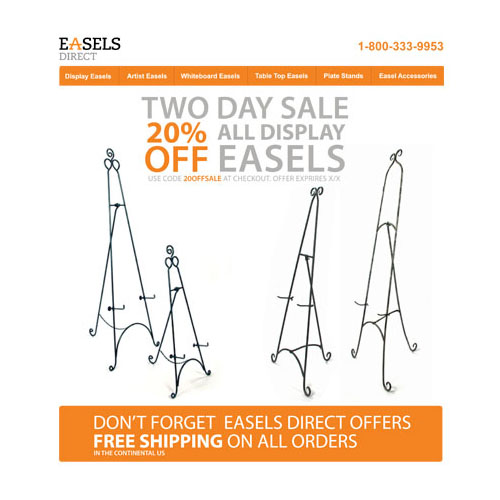 EASELS
DIRECT
1-800-333-9953
Display Easels Artist Easels Whiteboard Easels Table Top Easels Plate Stands Easel Accessories
TWO DAY SALE
20% ALL DISPLAY
OFF EASELS
USE CODE 20OFFSALE AT CHECKOUT. OFFER EXPRIRES X/X
DON'T FORGET EASELS DIRECT OFFERS
FREE SHIPPING ON ALL ORDERS
IN THE CONTINENTAL US